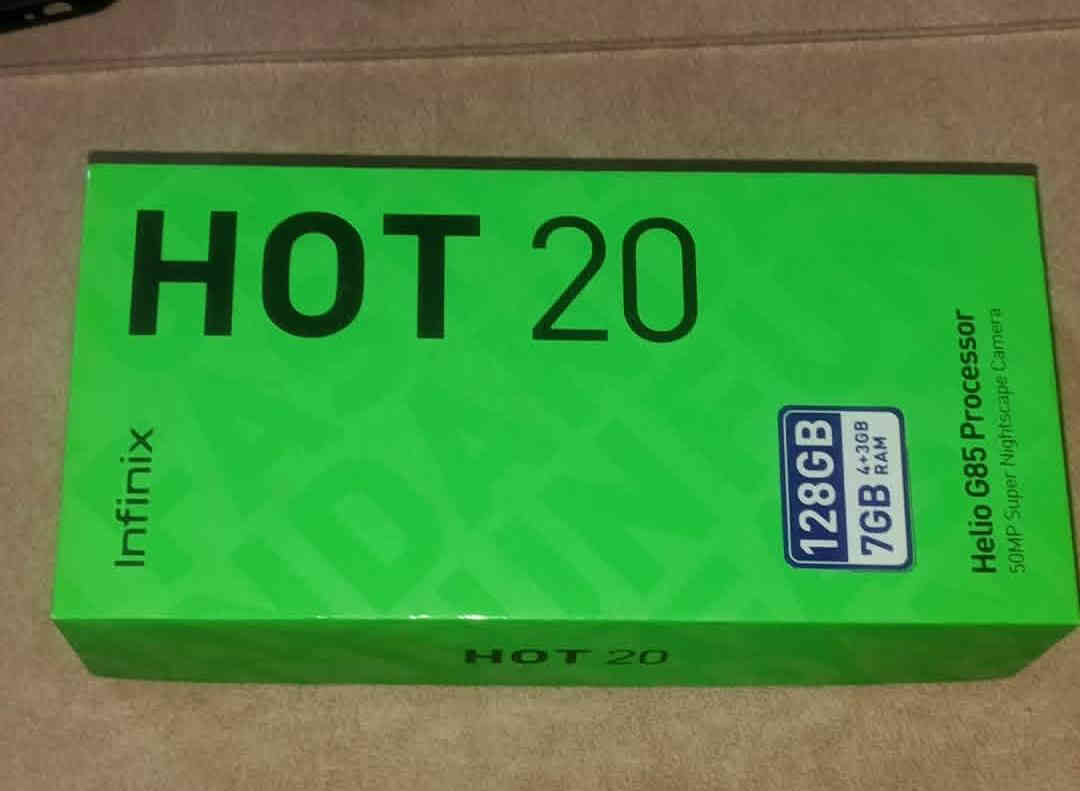 HOT 20
Infinix
128GB
7GB 4+3GB RAM
Helio G85 Processor
50MP Super Nightscape Camera
HOT 20